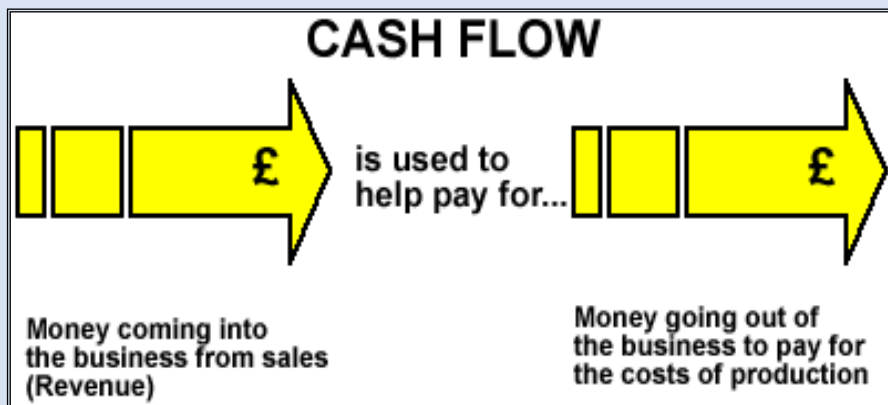 CASH FLOW
£
is used to
help pay for...
£
Money coming into
the business from sales
(Revenue)
Money going out of
the business to pay for
the costs of production